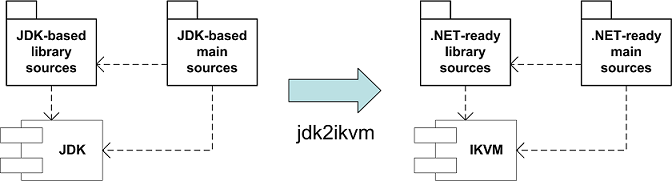 JDK-based
library
sources
JDK-based
main
sources
JDK
jdk2ikvm
.NET-ready
library
sources
.NET-ready
main
sources
IKVM